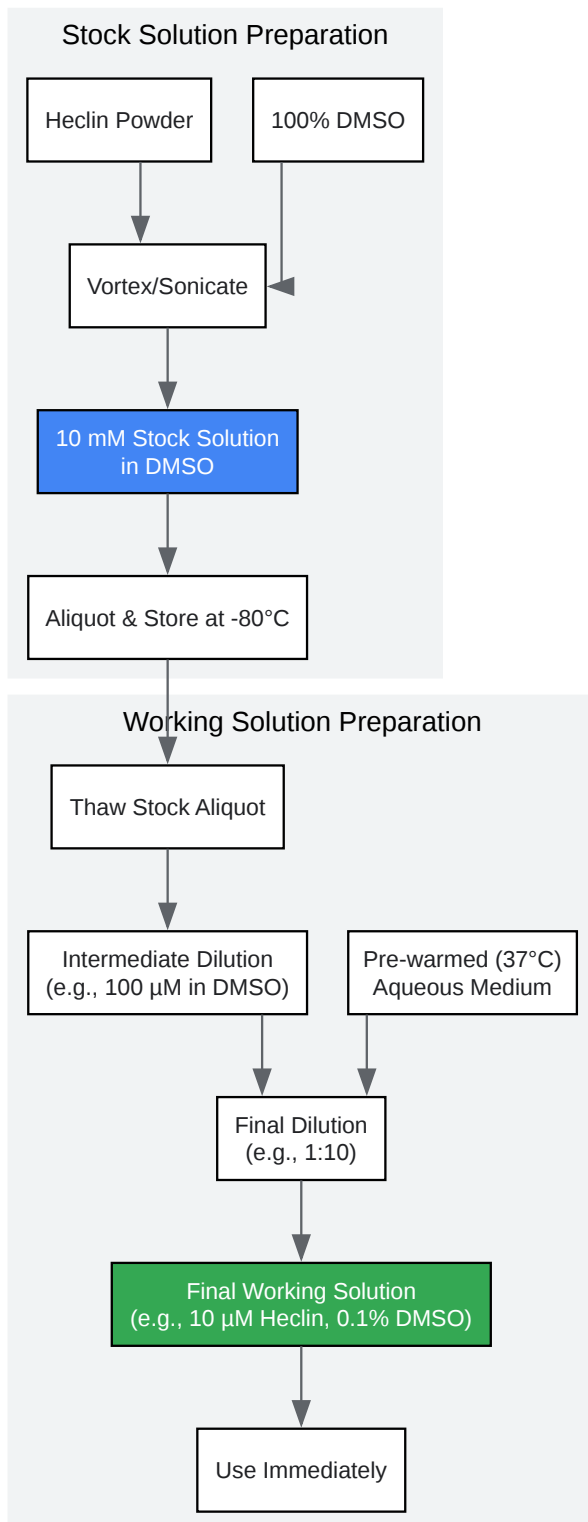 Stock Solution Preparation
Heclin Powder
100% DMSO
Vortex/Sonicate
10 mM Stock Solution
in DMSO
Aliquot & Store at -80°C
Working Solution Preparation
Thaw Stock Aliquot
Intermediate Dilution
(e.g., 100 µM in DMSO)
Pre-warmed (37°C)
Aqueous Medium
Final Dilution
(e.g., 1:10)
Final Working Solution
(e.g., 10 µM Heclin, 0.1% DMSO)
Use Immediately